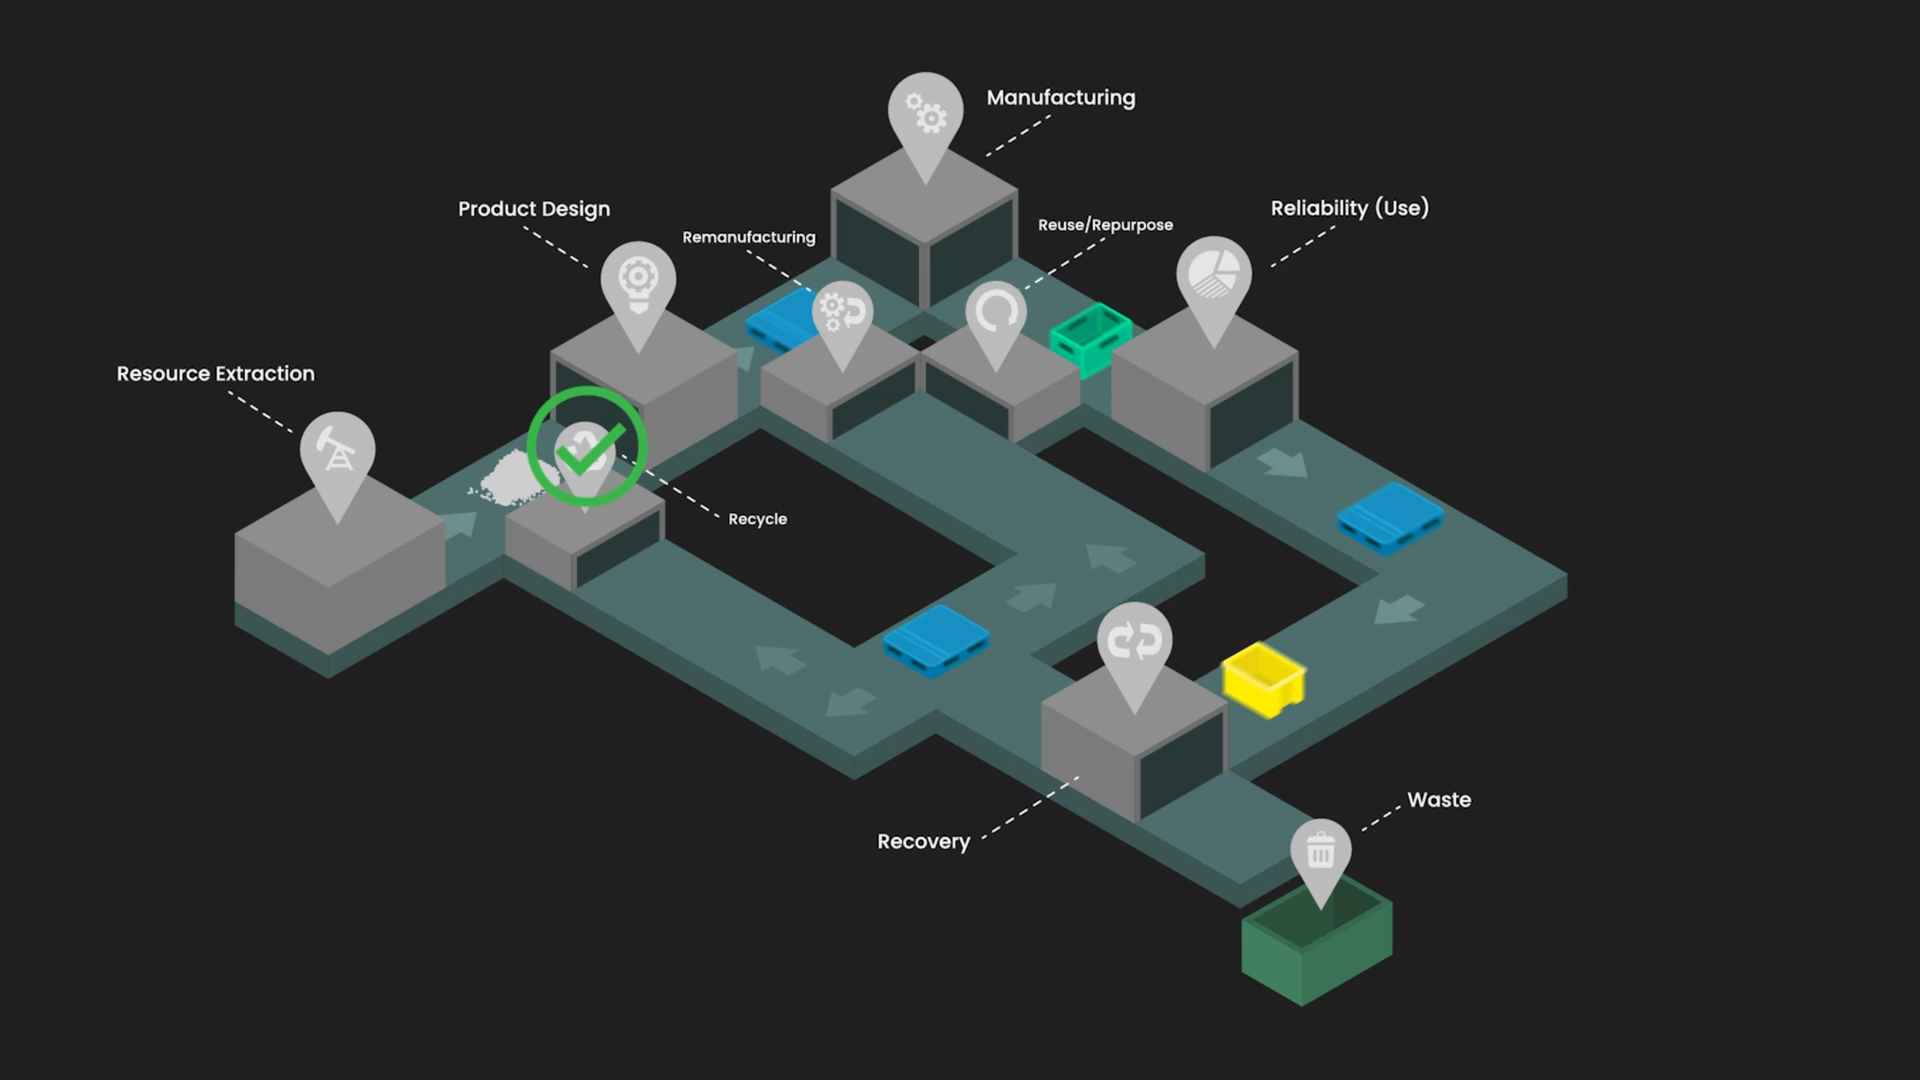 Manufacturing
Product Design
Reliability (Use)
Remanufacturing
Reuse/Repurpose
Resource Extraction
Recycle
Recovery
Waste